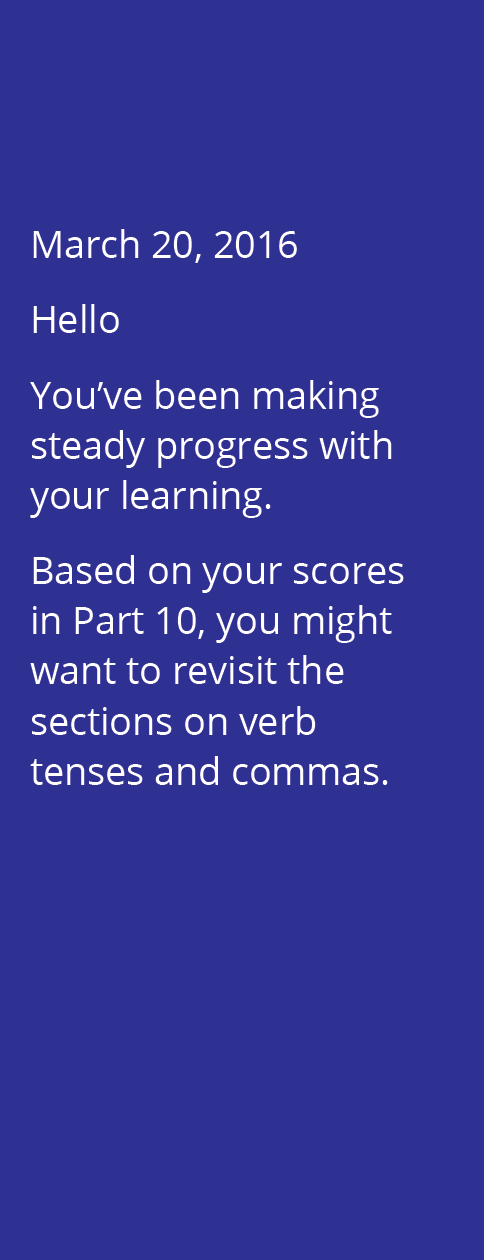 March 20, 2016
Hello
You’ve been making
steady progress with
your learning.
Based on your scores
in Part 10, you might
want to revisit the
sections on verb
tenses and commas.